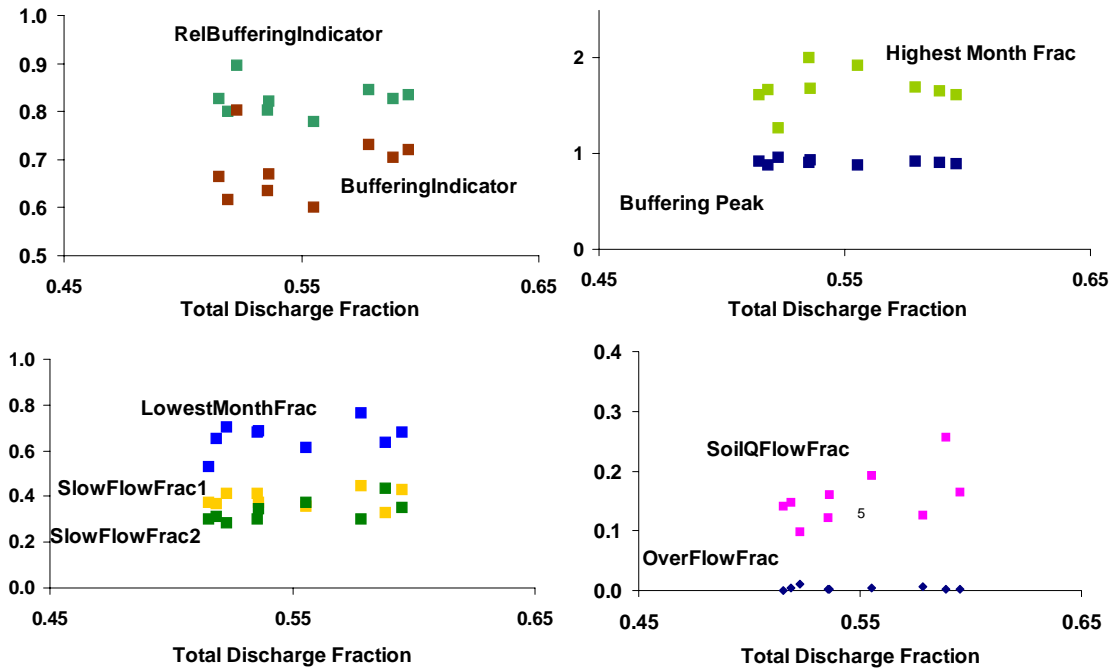 1.0
RelBufferingIndicator
0.9
0.8
0.7
BufferingIndicator
0.6
0.5
0.45
0.55
0.65
Total Discharge Fraction
2
Highest Month Frac
1
Buffering Peak
0
0.45
0.55
0.65
Total Discharge Fraction
1.0
0.8
LowestMonthFrac
0.6
SlowFlowFrac1
0.4
SlowFlowFrac2
0.2
0.0
0.45
0.55
0.65
Total Discharge Fraction
0.4
0.3
SoilQFlowFrac
0.2
5
0.1
OverFlowFrac
0.0
0.45
0.55
0.65
Total Discharge Fraction